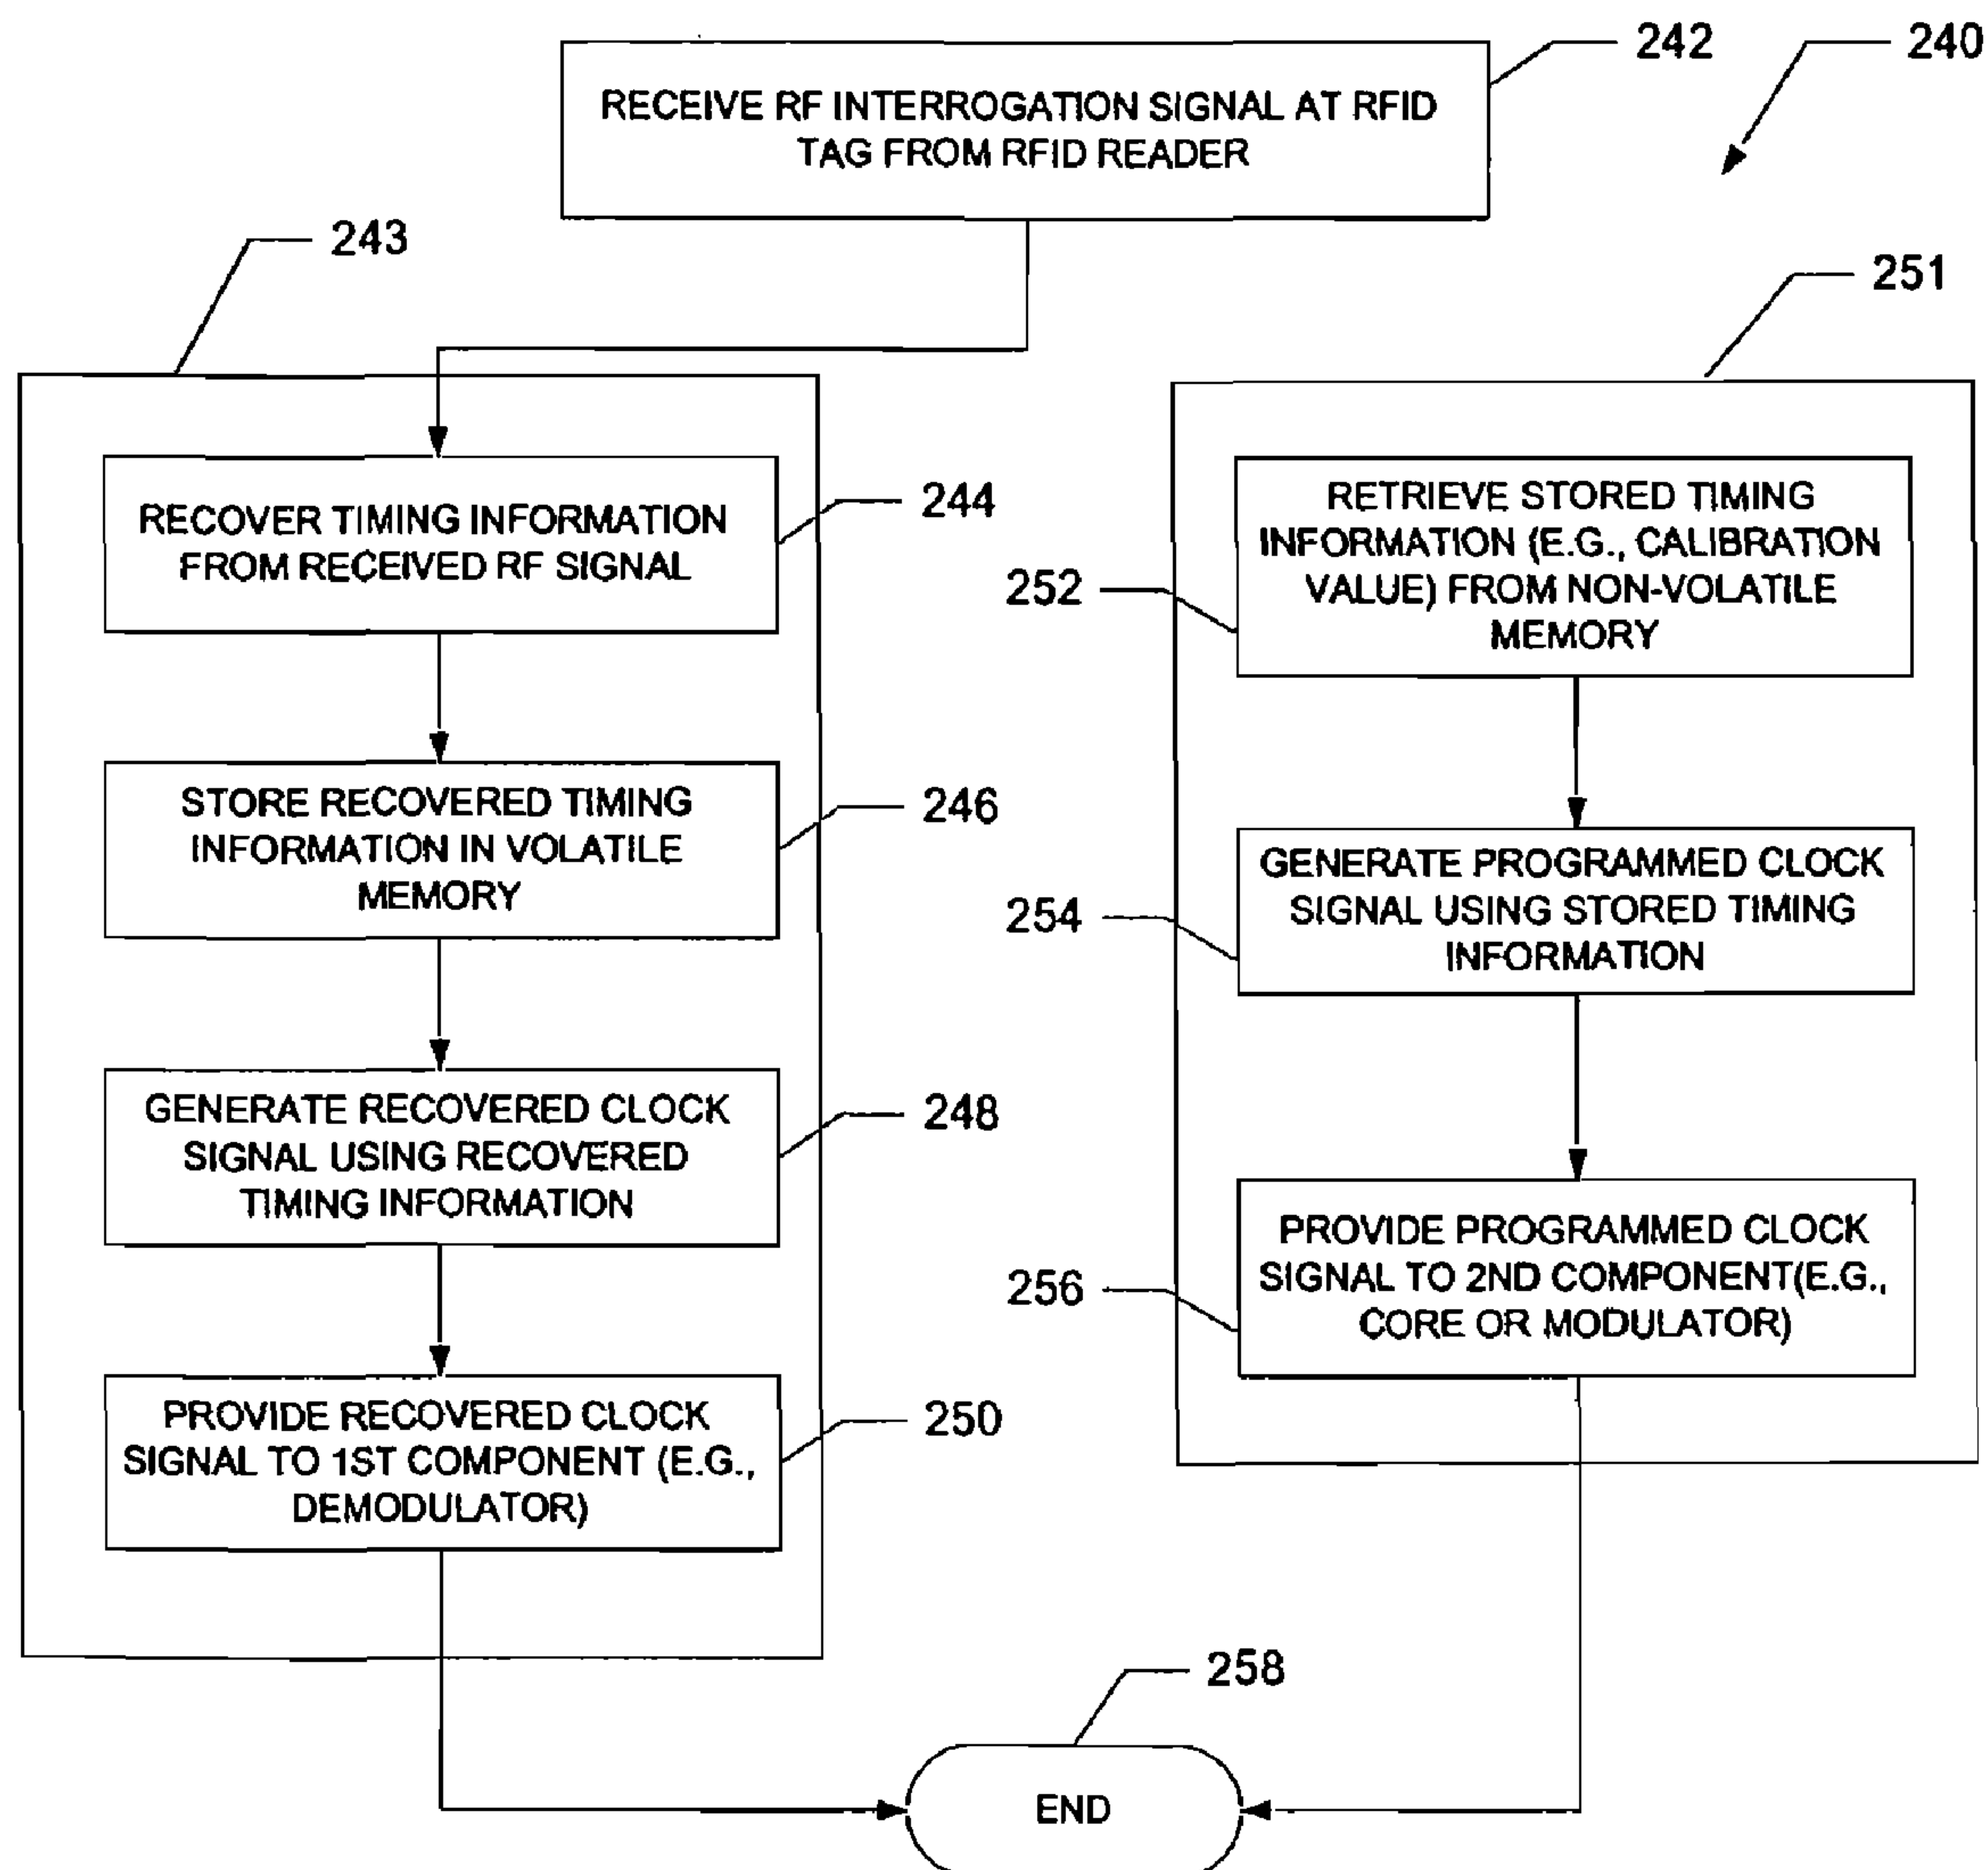 242
240
RECEIVE RF INTERROGATION SIGNAL AT RFID
TAG FROM RFID READER
243
251
RECOVER TIMING INFORMATION
FROM RECEIVED RF SIGNAL
244
STORE RECOVERED TIMING
INFORMATION IN VOLATILE
MEMORY
246
GENERATE RECOVERED CLOCK
SIGNAL USING RECOVERED
TIMING INFORMATION
248
PROVIDE RECOVERED CLOCK
SIGNAL TO 1ST COMPONENT (E.G.,
DEMODULATOR)
250
RETRIEVE STORED TIMING
INFORMATION (E.G., CALIBRATION
VALUE) FROM NON-VOLATILE
MEMORY
252
GENERATE PROGRAMMED CLOCK
SIGNAL USING STORED TIMING
INFORMATION
254
PROVIDE PROGRAMMED CLOCK
SIGNAL TO 2ND COMPONENT(E.G.,
CORE OR MODULATOR)
256
258
END